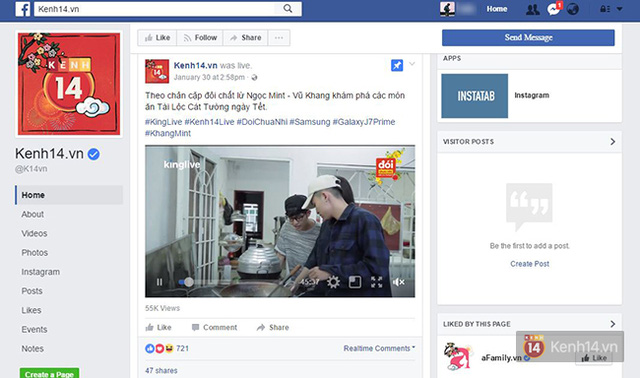 Kenh14.vn
Home
1
Like
Follow
Share
Send Message
KENH
14
Kenh14.vn
@K14vn
Home
About
Videos
Photos
Instagram
Posts
Likes
Events
Notes
Create a Page
Kenh14.vn was live.
January 30 at 2:58pm ·
Theo chân cặp đôi chất lừ Ngọc Mint - Vũ Khang khám phá các món
ăn Tài Lộc Cát Tường ngày Tết.
#KingLive #Kenh14Live #DoiChuaNhi #Samsung #GalaxyJ7Prime
#KhangMint
kinglive
đói
45:37
55K Views
Like
Comment
Share
721
Realtime Comments
47 shares
APPS
INSTATAB
Instagram
VISITOR POSTS
Be the first to add a post.
Create Post
LIKED BY THIS PAGE
aFamily.vn
Like
14 Kenh14.vn